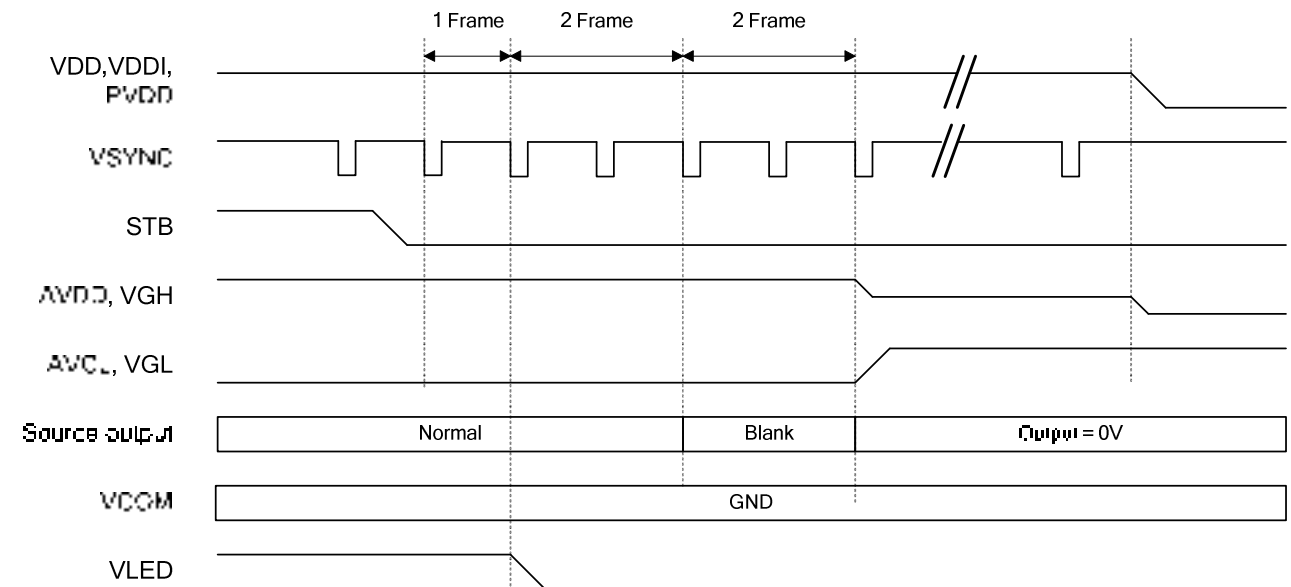 1 Frame 2 Frame 2 Frame
VDD,VDDI,
PVDD
VSYNC
STB
AVDD, VGH
AVCL, VGL
Source output Normal Blank Output = 0V
VCOM GND
VLED